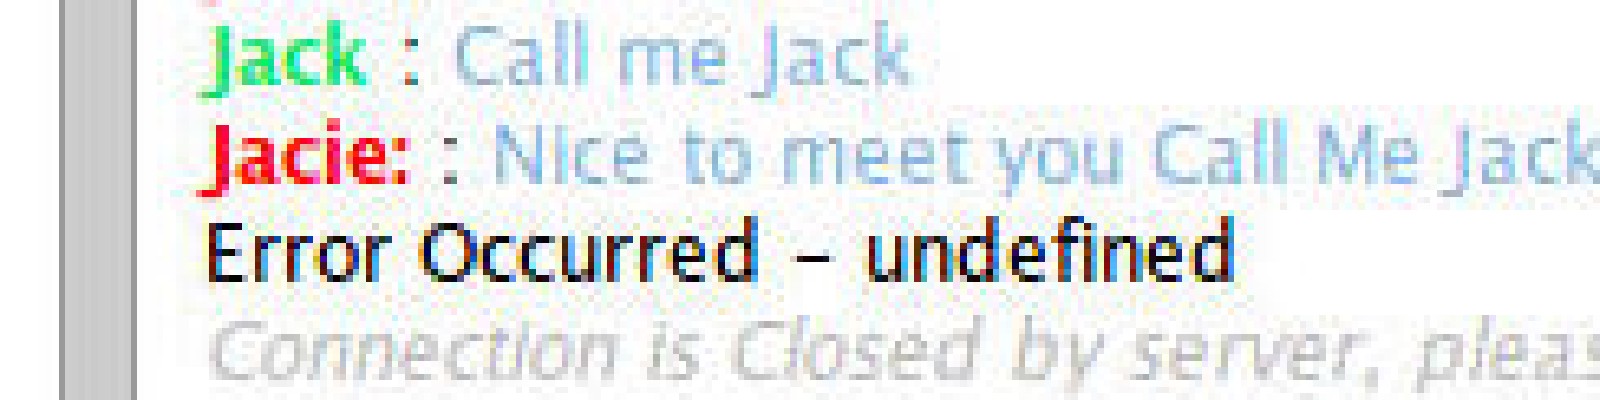 Jack : Call me Jack
Jacie: : Nice to meet you Call Me Jack
Error Occurred – undefined
Connection is Closed by server, pleas